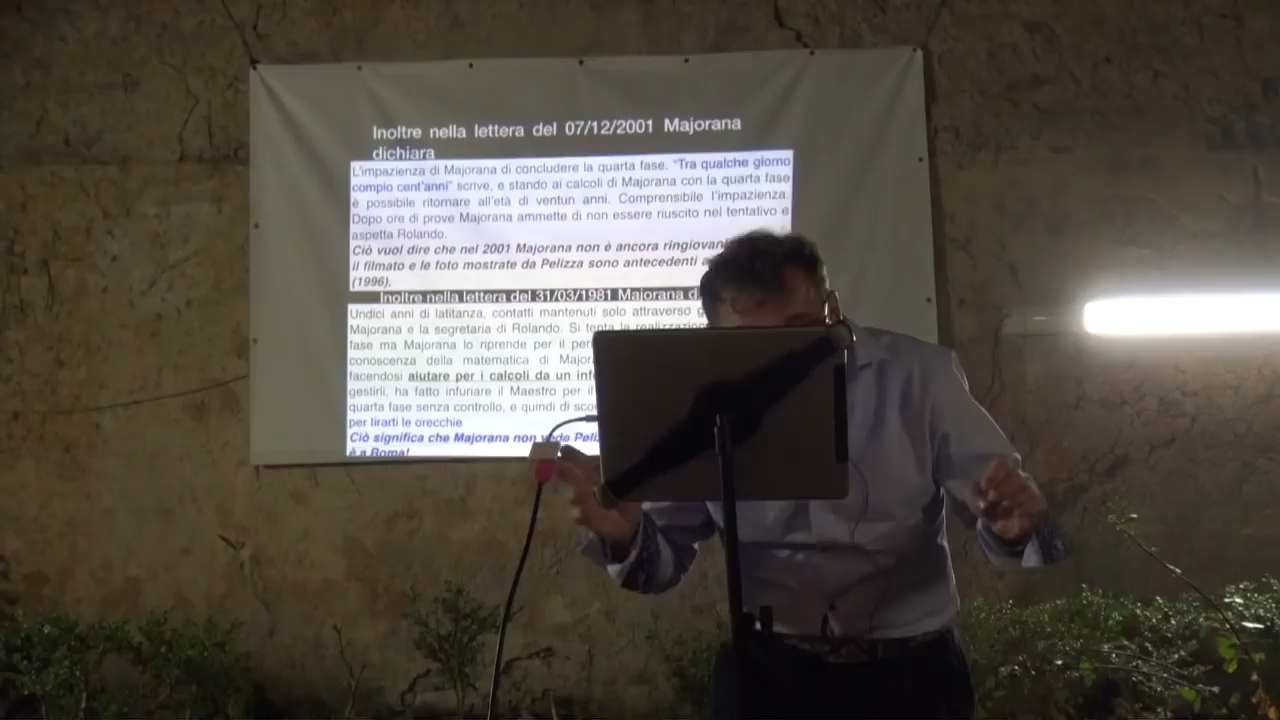 Inoltre nella lettera del 07/12/2001 Majorana
dichiara
L'impazienza di Majorana di concludere la quarta fase. "Tra qualche giorno
compio cent'anni" scrive, e stando ai calcoli di Majorana con la quarta fase
è possibile ritornare all'età di ventun anni. Comprensibile l'impazienza.
Dopo ore di prove Majorana ammette di non essere riuscito nel tentativo e
aspetta Rolando.
Ciò vuol dire che nel 2001 Majorana non è ancora
il filmato e le foto mostrate da Pelizza sono antecedenti
(1996).
Inoltre nella lettera del 31/03/1981 Majorana
Undici anni di latitanza, contatti mantenuti solo attraverso
Majorana e la segretaria di Rolando. Si tenta la
fase ma Majorana lo riprende per il
conoscenza della matematica di
facendosi aiutare per i calcoli da un
gestirli, ha fatto infuriare il Maestro per il
quarta fase senza controllo, e quindi di
per tirarti le orecchie
Ciò significa che Majorana non vede
è a Roma!